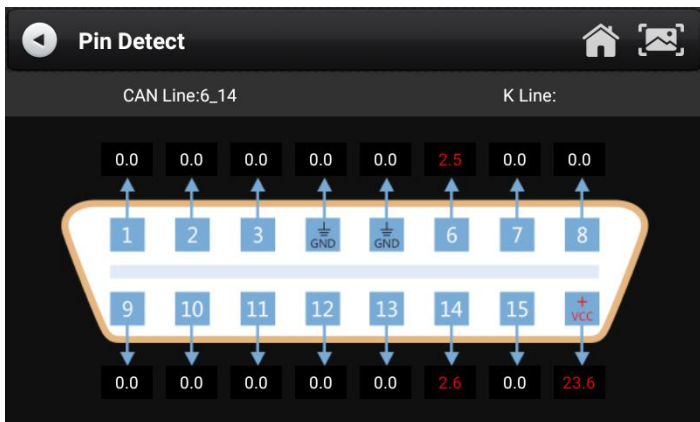 Pin Detect
CAN Line:6_14 K Line:
0.0 0.0 0.0 0.0 0.0 2.5 0.0 0.0
1 2 3 GND GND 6 7 8
9 10 11 12 13 14 15 + VCC
0.0 0.0 0.0 0.0 0.0 2.6 0.0 23.6